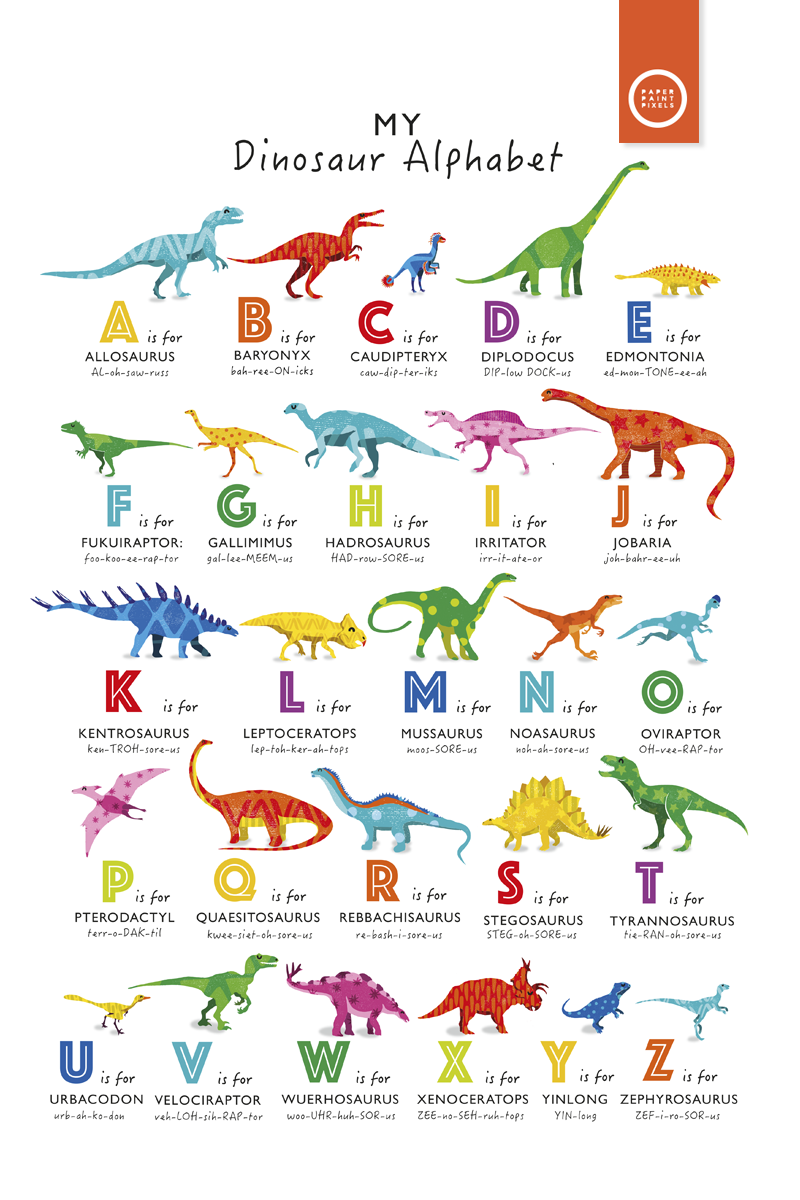 PAPER
PAINT
PIXELS
MY
Dinosaur Alphabet
A is for
ALLOSAURUS
AL-oh-saw-russ
B is for
BARYONYX
bah-ree-ON-icks
C is for
CAUDIPTERYX
caw-dip-ter-iks
D is for
DIPLODOCUS
DIP-low DOCK-us
E is for
EDMONTONIA
ed-mon-TONE-ee-ah
F is for
FUKUIRAPTOR:
foo-koo-ee-rap-tor
G is for
GALLIMIMUS
gal-lee-MEEM-us
H is for
HADROSAURUS
HAD-row-SORE-us
I is for
IRRITATOR
irr-it-ate-or
J is for
JOBARIA
joh-bahr-ee-uh
K is for
KENTROSAURUS
ken-TROH-sore-us
L is for
LEPTOCERATOPS
lep-toh-ker-ah-tops
M is for
MUSSAURUS
moos-SORE-us
N is for
NOASAURUS
noh-ah-sore-us
O is for
OVIRAPTOR
OH-vee-RAP-tor
P is for
PTERODACTYL
terr-o-DAK-til
Q is for
QUAESITOSAURUS
kwee-siet-oh-sore-us
R is for
REBBACHISAURUS
re-bash-i-sore-us
S is for
STEGOSAURUS
STEG-oh-SORE-us
T is for
TYRANNOSAURUS
tie-RAN-oh-sore-us
U is for
URBACODON
urb-ah-ko-don
V is for
VELOCIRAPTOR
veh-LOH-sih-RAP-tor
W is for
WUERHOSAURUS
woo-UHR-huh-SOR-us
X is for
XENOCERATOPS
ZEE-no-SEH-ruh-tops
Y is for
YINLONG
YIN-long
Z is for
ZEPHYROSAURUS
ZEF-i-ro-SOR-us